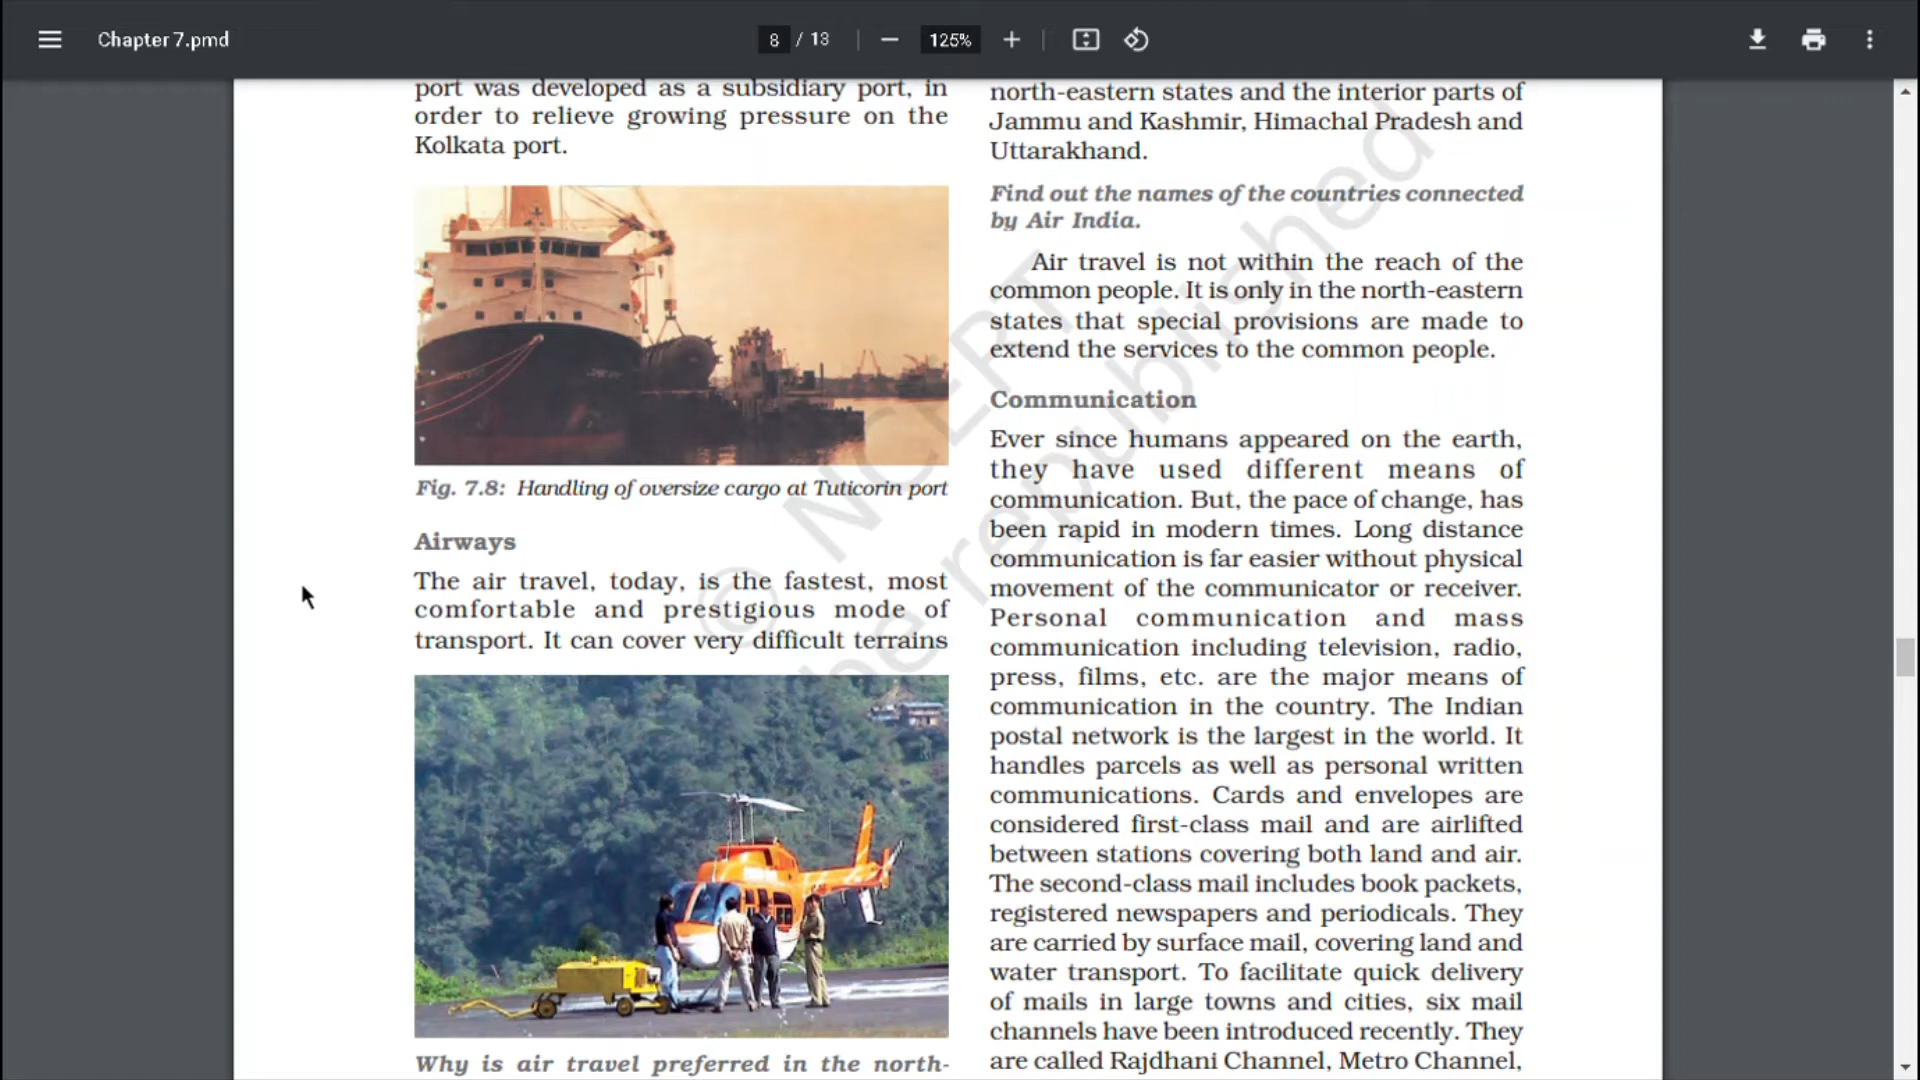 Chapter 7.pmd
8 / 13
125%
port was developed as a subsidiary port, in
order to relieve growing pressure on the
Kolkata port.
Fig. 7.8: Handling of oversize cargo at Tuticorin port
Airways
The air travel, today, is the fastest, most
comfortable and prestigious mode of
transport. It can cover very difficult terrains
Why is air travel preferred in the north-
north-eastern states and the interior parts of
Jammu and Kashmir, Himachal Pradesh and
Uttarakhand.
Find out the names of the countries connected
by Air India.
Air travel is not within the reach of the
common people. It is only in the north-eastern
states that special provisions are made to
extend the services to the common people.
Communication
Ever since humans appeared on the earth,
they have used different means of
communication. But, the pace of change, has
been rapid in modern times. Long distance
communication is far easier without physical
movement of the communicator or receiver.
Personal communication and mass
communication including television, radio,
press, films, etc. are the major means of
communication in the country. The Indian
postal network is the largest in the world. It
handles parcels as well as personal written
communications. Cards and envelopes are
considered first-class mail and are airlifted
between stations covering both land and air.
The second-class mail includes book packets,
registered newspapers and periodicals. They
are carried by surface mail, covering land and
water transport. To facilitate quick delivery
of mails in large towns and cities, six mail
channels have been introduced recently. They
are called Rajdhani Channel, Metro Channel,
© NCERT
be republished